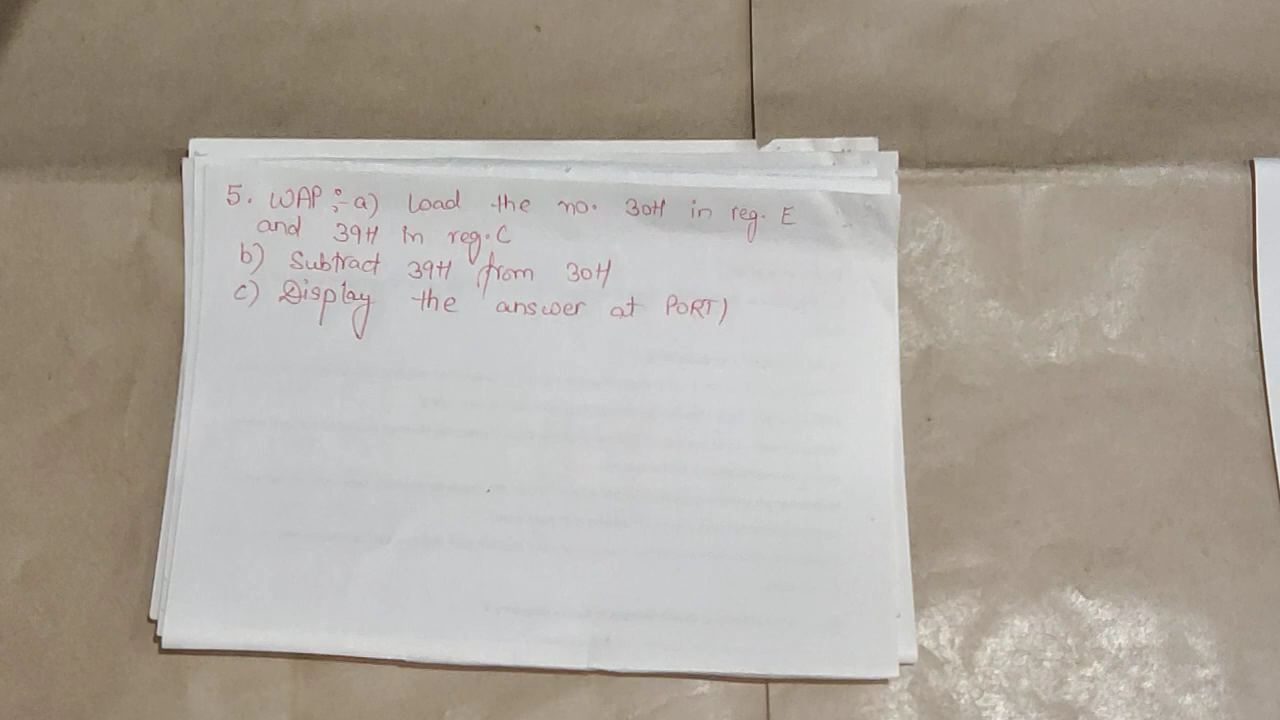 5. WAP :- a) Load the no. 30H in reg. E
and 39H in reg. C
b) Subtract 39H from 30H
c) Display the answer at PORT)